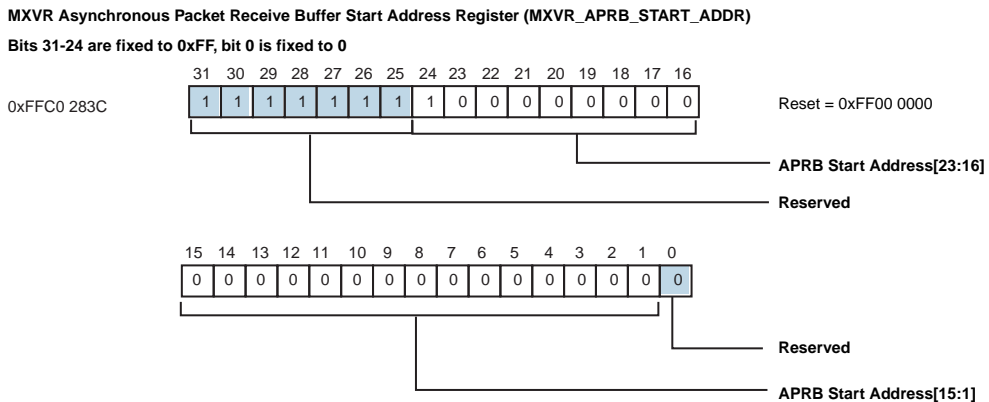 MXVR Asynchronous Packet Receive Buffer Start Address Register (MXVR_APRB_START_ADDR)
Bits 31-24 are fixed to 0xFF, bit 0 is fixed to 0
31 30 29 28 27 26 25 24 23 22 21 20 19 18 17 16
0xFFC0 283C 1 1 1 1 1 1 1 1 0 0 0 0 0 0 0 0 Reset = 0xFF00 0000
APRB Start Address[23:16]
Reserved
15 14 13 12 11 10 9 8 7 6 5 4 3 2 1 0
0 0 0 0 0 0 0 0 0 0 0 0 0 0 0 0
Reserved
APRB Start Address[15:1]